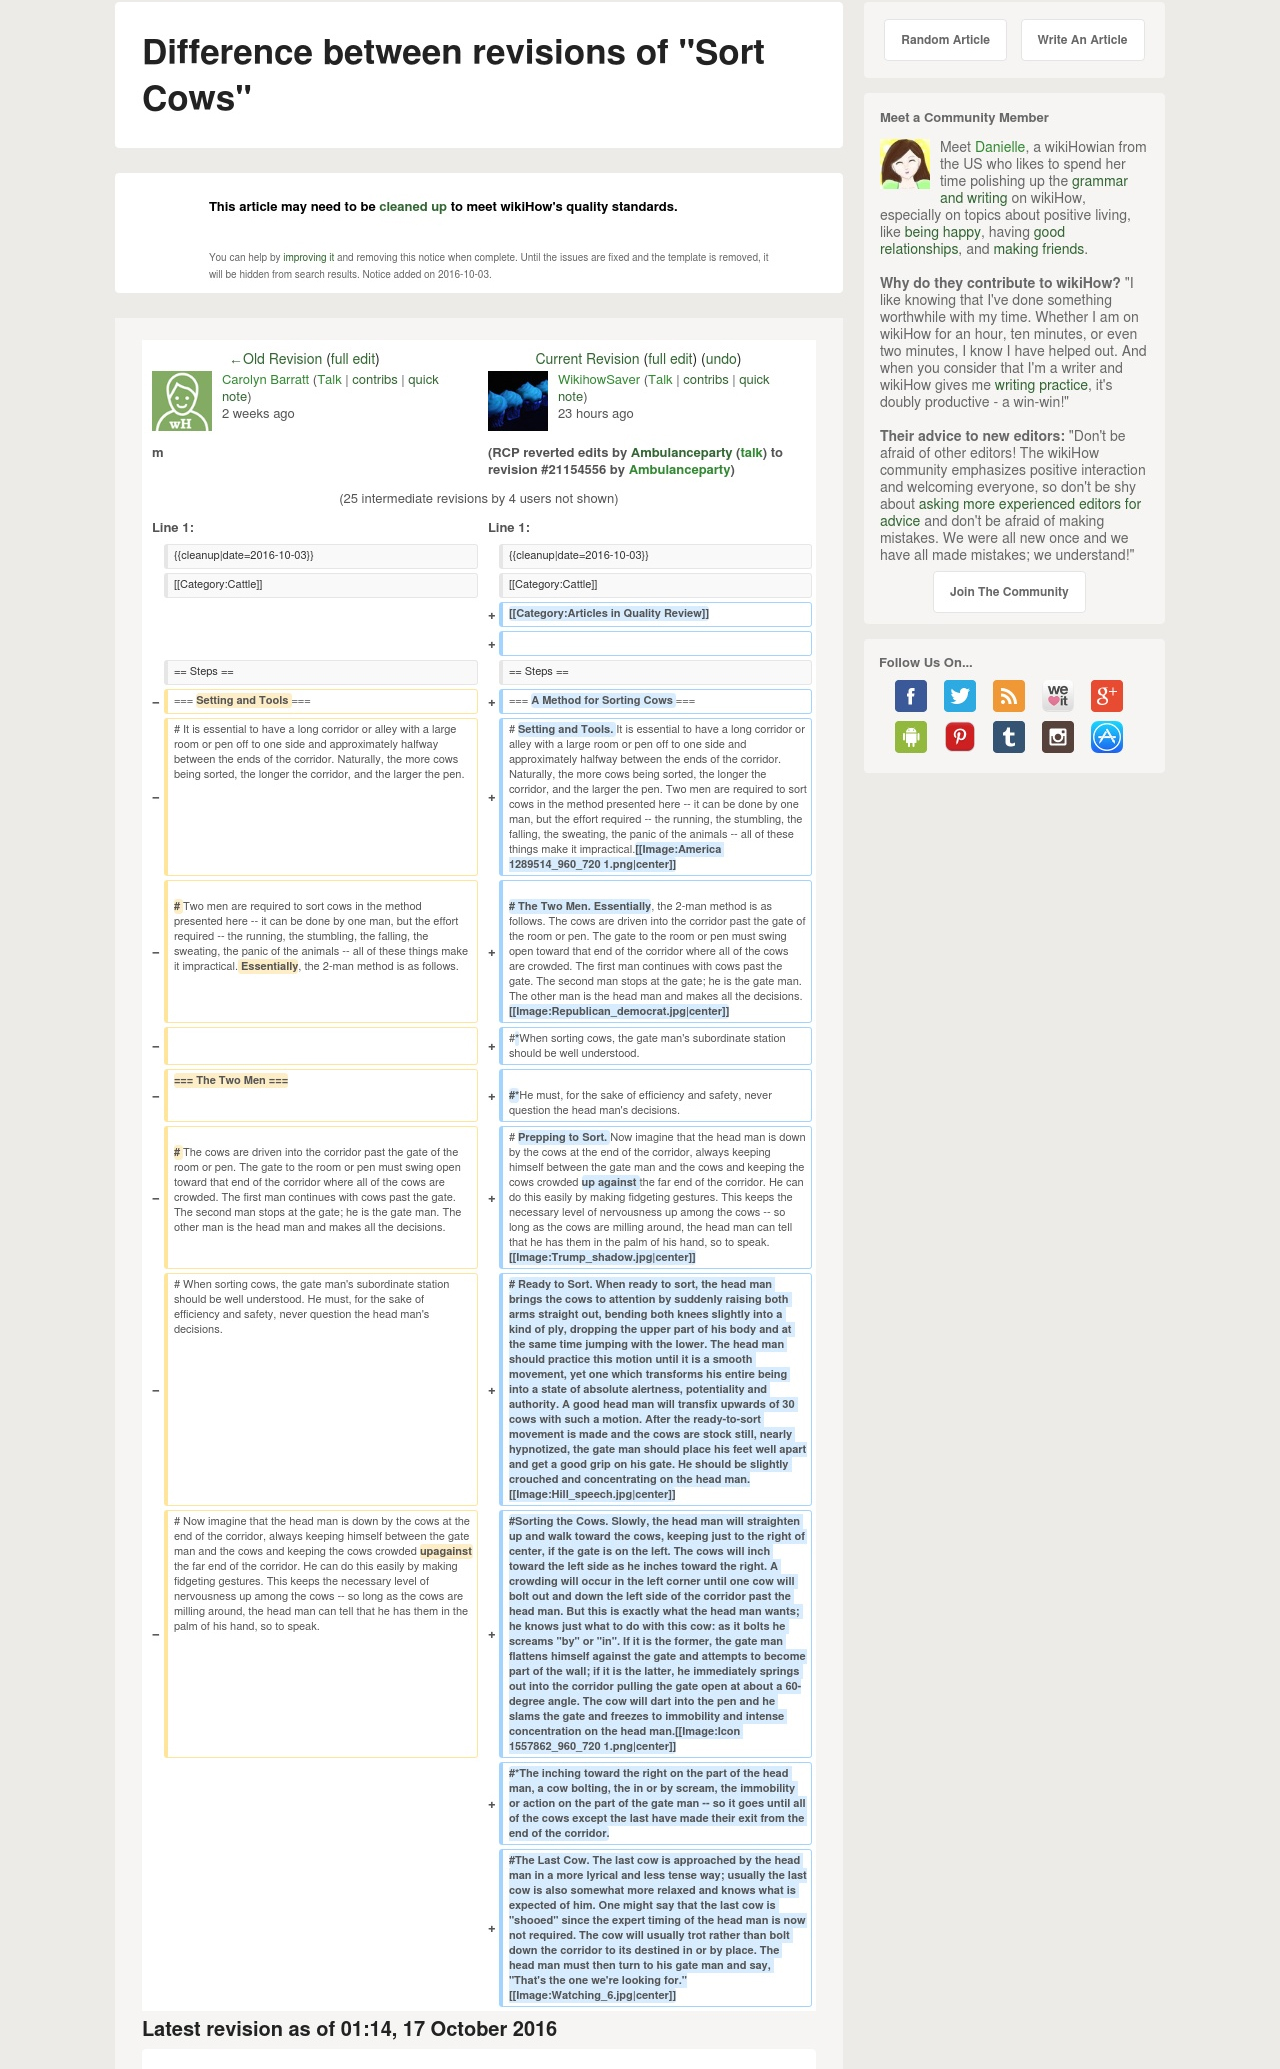 Difference between revisions of "Sort
Cows"
This article may need to be cleaned up to meet wikiHow's quality standards.
You can help by improving it and removing this notice when complete. Until the issues are fixed and the template is removed, it
will be hidden from search results. Notice added on 2016-10-03.
←Old Revision (full edit)
Carolyn Barratt (Talk | contribs | quick
note)
2 weeks ago
wH
m
Current Revision (full edit) (undo)
WikihowSaver (Talk | contribs | quick
note)
23 hours ago
(RCP reverted edits by Ambulanceparty (talk) to
revision #21154556 by Ambulanceparty)
(25 intermediate revisions by 4 users not shown)
Line 1:
Line 1:
{{cleanup|date=2016-10-03}}
{{cleanup|date=2016-10-03}}
[[Category:Cattle]]
[[Category:Cattle]]
+
[[Category:Articles in Quality Review]]
+
== Steps ==
== Steps ==
−
=== Setting and Tools ===
+
=== A Method for Sorting Cows ===
−
# It is essential to have a long corridor or alley with a large
room or pen off to one side and approximately halfway
between the ends of the corridor. Naturally, the more cows
being sorted, the longer the corridor, and the larger the pen.
+
# Setting and Tools. It is essential to have a long corridor or
alley with a large room or pen off to one side and
approximately halfway between the ends of the corridor.
Naturally, the more cows being sorted, the longer the
corridor, and the larger the pen. Two men are required to sort
cows in the method presented here -- it can be done by one
man, but the effort required -- the running, the stumbling, the
falling, the sweating, the panic of the animals -- all of these
things make it impractical.[[Image:America
1289514_960_720 1.png|center]]
−
# Two men are required to sort cows in the method
presented here -- it can be done by one man, but the effort
required -- the running, the stumbling, the falling, the
sweating, the panic of the animals -- all of these things make
it impractical. Essentially, the 2-man method is as follows.
+
# The Two Men. Essentially, the 2-man method is as
follows. The cows are driven into the corridor past the gate of
the room or pen. The gate to the room or pen must swing
open toward that end of the corridor where all of the cows
are crowded. The first man continues with cows past the
gate. The second man stops at the gate; he is the gate man.
The other man is the head man and makes all the decisions.
[[Image:Republican_democrat.jpg|center]]
−
+
#*When sorting cows, the gate man's subordinate station
should be well understood.
−
=== The Two Men ===
+
#*He must, for the sake of efficiency and safety, never
question the head man's decisions.
−
# The cows are driven into the corridor past the gate of the
room or pen. The gate to the room or pen must swing open
toward that end of the corridor where all of the cows are
crowded. The first man continues with cows past the gate.
The second man stops at the gate; he is the gate man. The
other man is the head man and makes all the decisions.
+
# Prepping to Sort. Now imagine that the head man is down
by the cows at the end of the corridor, always keeping
himself between the gate man and the cows and keeping the
cows crowded up against the far end of the corridor. He can
do this easily by making fidgeting gestures. This keeps the
necessary level of nervousness up among the cows -- so
long as the cows are milling around, the head man can tell
that he has them in the palm of his hand, so to speak.
[[Image:Trump_shadow.jpg|center]]
−
# When sorting cows, the gate man's subordinate station
should be well understood. He must, for the sake of
efficiency and safety, never question the head man's
decisions.
+
# Ready to Sort. When ready to sort, the head man
brings the cows to attention by suddenly raising both
arms straight out, bending both knees slightly into a
kind of ply, dropping the upper part of his body and at
the same time jumping with the lower. The head man
should practice this motion until it is a smooth
movement, yet one which transforms his entire being
into a state of absolute alertness, potentiality and
authority. A good head man will transfix upwards of 30
cows with such a motion. After the ready-to-sort
movement is made and the cows are stock still, nearly
hypnotized, the gate man should place his feet well apart
and get a good grip on his gate. He should be slightly
crouched and concentrating on the head man.
[[Image:Hill_speech.jpg|center]]
−
# Now imagine that the head man is down by the cows at the
end of the corridor, always keeping himself between the gate
man and the cows and keeping the cows crowded upagainst
the far end of the corridor. He can do this easily by making
fidgeting gestures. This keeps the necessary level of
nervousness up among the cows -- so long as the cows are
milling around, the head man can tell that he has them in the
palm of his hand, so to speak.
+
#Sorting the Cows. Slowly, the head man will straighten
up and walk toward the cows, keeping just to the right of
center, if the gate is on the left. The cows will inch
toward the left side as he inches toward the right. A
crowding will occur in the left corner until one cow will
bolt out and down the left side of the corridor past the
head man. But this is exactly what the head man wants;
he knows just what to do with this cow: as it bolts he
screams "by" or "in". If it is the former, the gate man
flattens himself against the gate and attempts to become
part of the wall; if it is the latter, he immediately springs
out into the corridor pulling the gate open at about a 60-
degree angle. The cow will dart into the pen and he
slams the gate and freezes to immobility and intense
concentration on the head man.[[Image:Icon
1557862_960_720 1.png|center]]
+
#*The inching toward the right on the part of the head
man, a cow bolting, the in or by scream, the immobility
or action on the part of the gate man -- so it goes until all
of the cows except the last have made their exit from the
end of the corridor.
+
#The Last Cow. The last cow is approached by the head
man in a more lyrical and less tense way; usually the last
cow is also somewhat more relaxed and knows what is
expected of him. One might say that the last cow is
"shooed" since the expert timing of the head man is now
not required. The cow will usually trot rather than bolt
down the corridor to its destined in or by place. The
head man must then turn to his gate man and say,
"That's the one we're looking for."
[[Image:Watching_6.jpg|center]]
Latest revision as of 01:14, 17 October 2016
Random Article
Write An Article
Meet a Community Member
Meet Danielle, a wikiHowian from
the US who likes to spend her
time polishing up the grammar
and writing on wikiHow,
especially on topics about positive living,
like being happy, having good
relationships, and making friends.
Why do they contribute to wikiHow? "I
like knowing that I've done something
worthwhile with my time. Whether I am on
wikiHow for an hour, ten minutes, or even
two minutes, I know I have helped out. And
when you consider that I'm a writer and
wikiHow gives me writing practice, it's
doubly productive - a win-win!"
Their advice to new editors: "Don't be
afraid of other editors! The wikiHow
community emphasizes positive interaction
and welcoming everyone, so don't be shy
about asking more experienced editors for
advice and don't be afraid of making
mistakes. We were all new once and we
have all made mistakes; we understand!"
Join The Community
Follow Us On...
f
we
it
g+
t